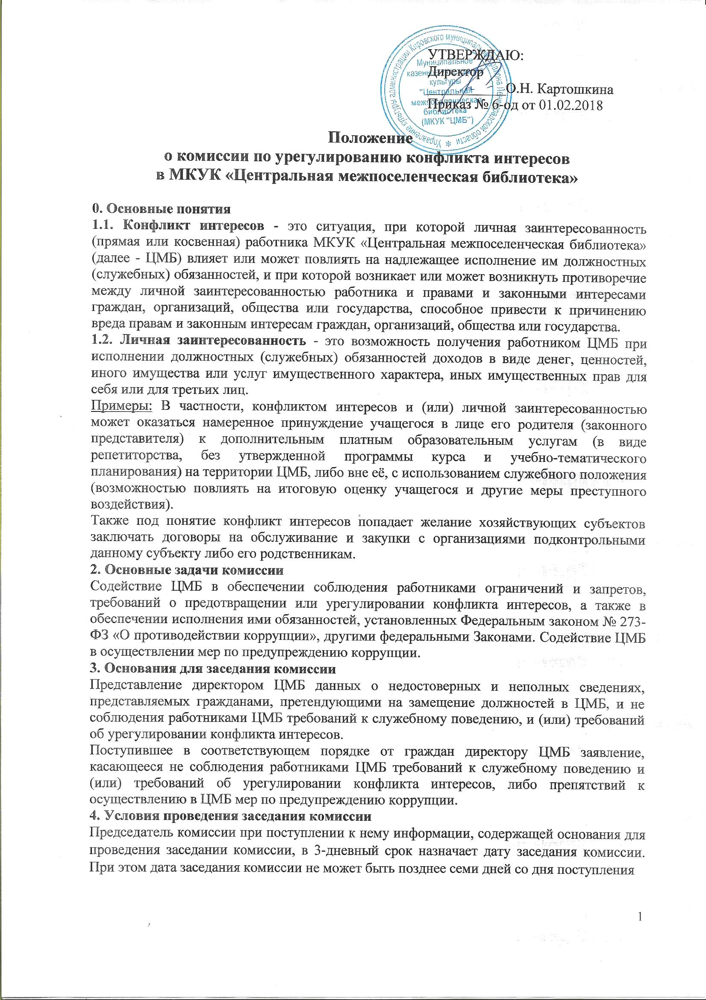 УТВЕРЖДАЮ:
Директор
О.Н. Картошкина
Приказ № 6-од от 01.02.2018
Управление культуры администрации Кировского муниципального района Ленинградской области
Муниципальное
казенное учреждение
культуры
"Центральная
межпоселенческая
библиотека"
(МКУК "ЦМБ")
Положение
о комиссии по урегулированию конфликта интересов
в МКУК «Центральная межпоселенческая библиотека»
0. Основные понятия
1.1. Конфликт интересов - это ситуация, при которой личная заинтересованность
(прямая или косвенная) работника МКУК «Центральная межпоселенческая библиотека»
(далее - ЦМБ) влияет или может повлиять на надлежащее исполнение им должностных
(служебных) обязанностей, и при которой возникает или может возникнуть противоречие
между личной заинтересованностью работника и правами и законными интересами
граждан, организаций, общества или государства, способное привести к причинению
вреда правам и законным интересам граждан, организаций, общества или государства.
1.2. Личная заинтересованность - это возможность получения работником ЦМБ при
исполнении должностных (служебных) обязанностей доходов в виде денег, ценностей,
иного имущества или услуг имущественного характера, иных имущественных прав для
себя или для третьих лиц.
Примеры: В частности, конфликтом интересов и (или) личной заинтересованностью
может оказаться намеренное принуждение учащегося в лице его родителя (законного
представителя) к дополнительным платным образовательным услугам (в виде
репетиторства, без утвержденной программы курса и учебно-тематического
планирования) на территории ЦМБ, либо вне её, с использованием служебного положения
(возможностью повлиять на итоговую оценку учащегося и другие меры преступного
воздействия).
Также под понятие конфликт интересов попадает желание хозяйствующих субъектов
заключать договоры на обслуживание и закупки с организациями подконтрольными
данному субъекту либо его родственникам.
2. Основные задачи комиссии
Содействие ЦМБ в обеспечении соблюдения работниками ограничений и запретов,
требований о предотвращении или урегулировании конфликта интересов, а также в
обеспечении исполнения ими обязанностей, установленных Федеральным законом № 273-
ФЗ «О противодействии коррупции», другими федеральными Законами. Содействие ЦМБ
в осуществлении мер по предупреждению коррупции.
3. Основания для заседания комиссии
Представление директором ЦМБ данных о недостоверных и неполных сведениях,
представляемых гражданами, претендующими на замещение должностей в ЦМБ, и не
соблюдения работниками ЦМБ требований к служебному поведению, и (или) требований
об урегулировании конфликта интересов.
Поступившее в соответствующем порядке от граждан директору ЦМБ заявление,
касающееся не соблюдения работниками ЦМБ требований к служебному поведению и
(или) требований об урегулировании конфликта интересов, либо препятствий к
осуществлению в ЦМБ мер по предупреждению коррупции.
4. Условия проведения заседания комиссии
Председатель комиссии при поступлении к нему информации, содержащей основания для
проведения заседании комиссии, в 3-дневный срок назначает дату заседания комиссии.
При этом дата заседания комиссии не может быть позднее семи дней со дня поступления
1